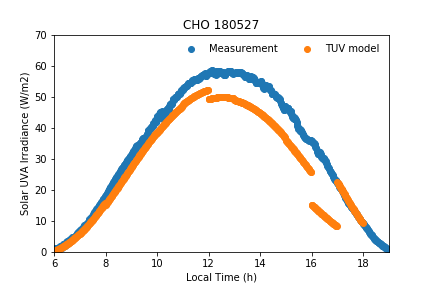 CHO 180527
Measurement TUV model
Solar UVA Irradiance (W/m2)
70
60
50
40
30
20
10
0
6 8 10 12 14 16 18
Local Time (h)